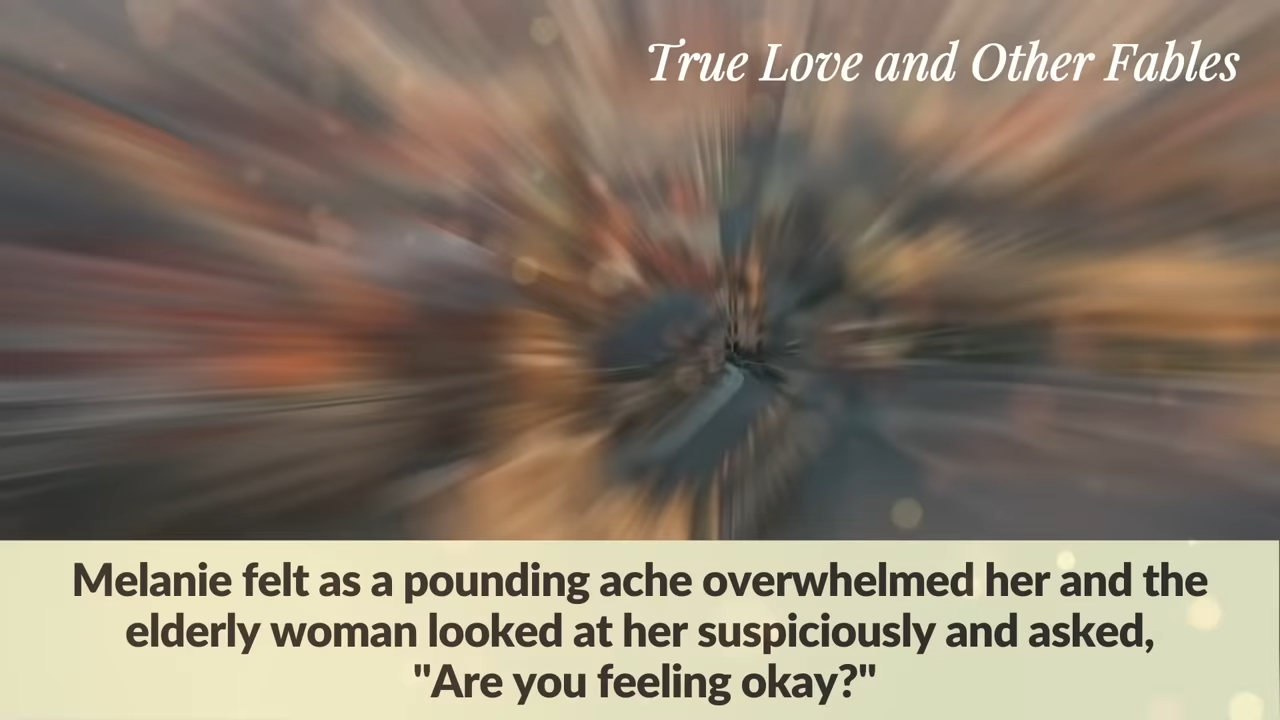 True Love and Other Fables
Melanie felt as a pounding ache overwhelmed her and the
elderly woman looked at her suspiciously and asked,
"Are you feeling okay?"